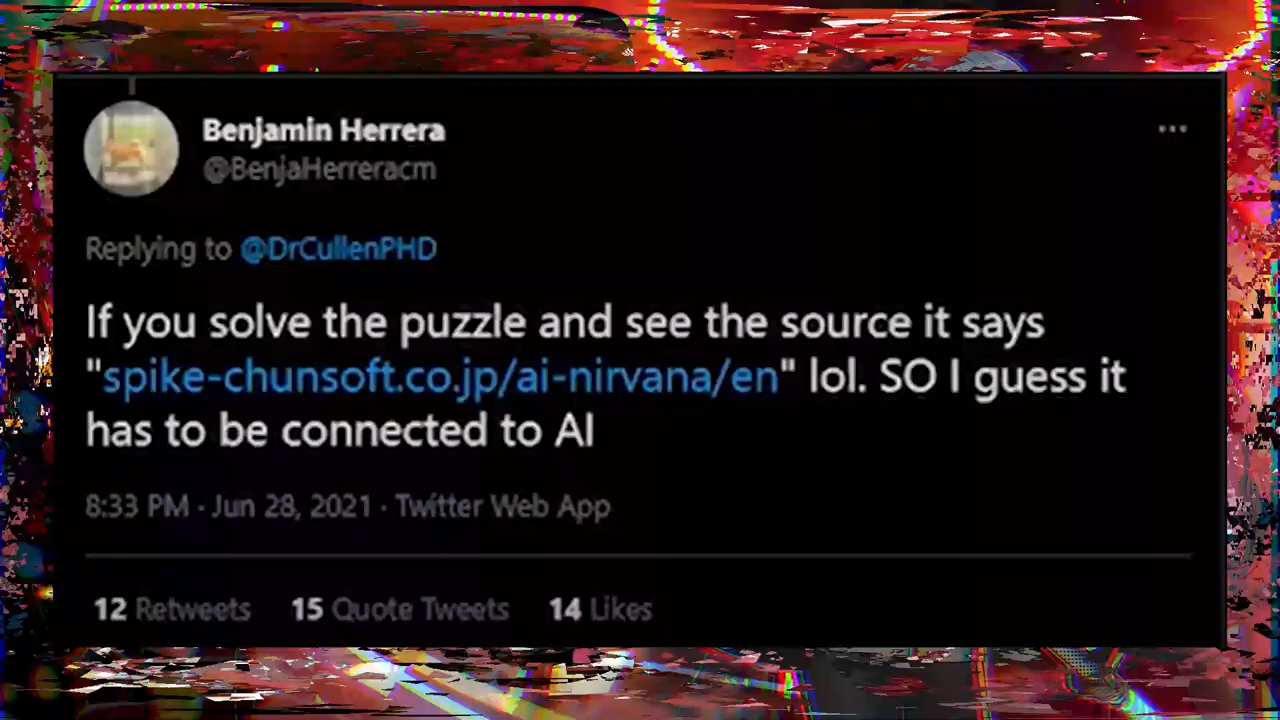 Benjamin Herrera
@BenjaHerreracm
Replying to @DrCullenPHD
If you solve the puzzle and see the source it says
"spike-chunsoft.co.jp/ai-nirvana/en" lol. SO I guess it
has to be connected to AI
8:33 PM · Jun 28, 2021 · Twitter Web App
12 Retweets 15 Quote Tweets 14 Likes